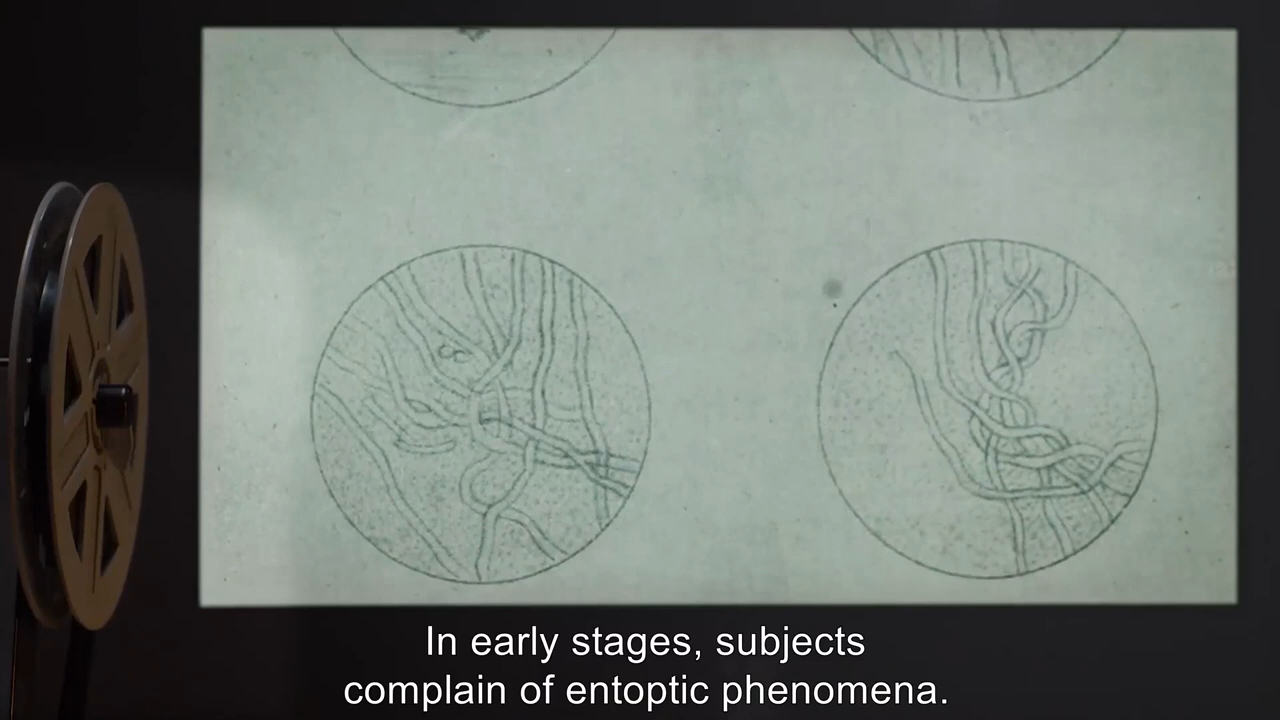 In early stages, subjects
complain of entoptic phenomena.